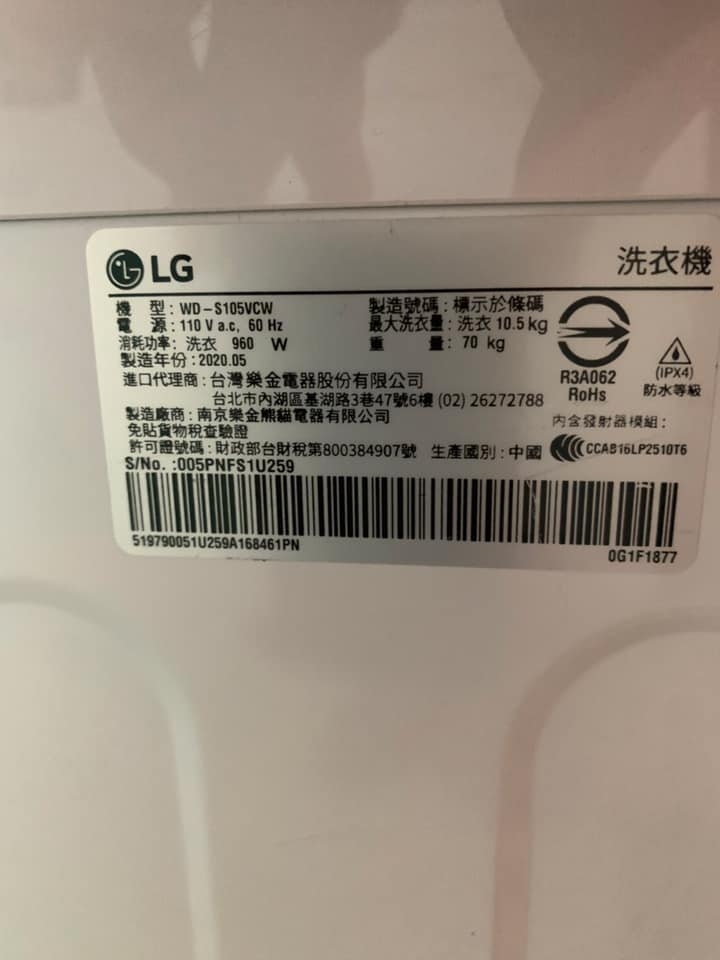 LG 洗衣機
機 型 : WD-S105VCW 製造號碼 : 標示於條碼
電 源 : 110 V a.c, 60 Hz 最大洗衣量 : 洗衣 10.5 kg
消耗功率: 洗衣 960 W 重 量: 70 kg
製造年份 : 2020.05
進口代理商 : 台灣樂金電器股份有限公司
台北市內湖區基湖路3巷47號6樓 (02) 26272788
製造廠商 : 南京樂金熊貓電器有限公司
免貼貨物稅查驗證
許可證號碼 : 財政部台財稅第800384907號 生產國別 : 中國
S/No. :005PNFS1U259
R3A062
RoHs
(IPX4)
防水等級
內含發射器模組 :
CCAB16LP2510T6
519790051U259A168461PN 0G1F1877